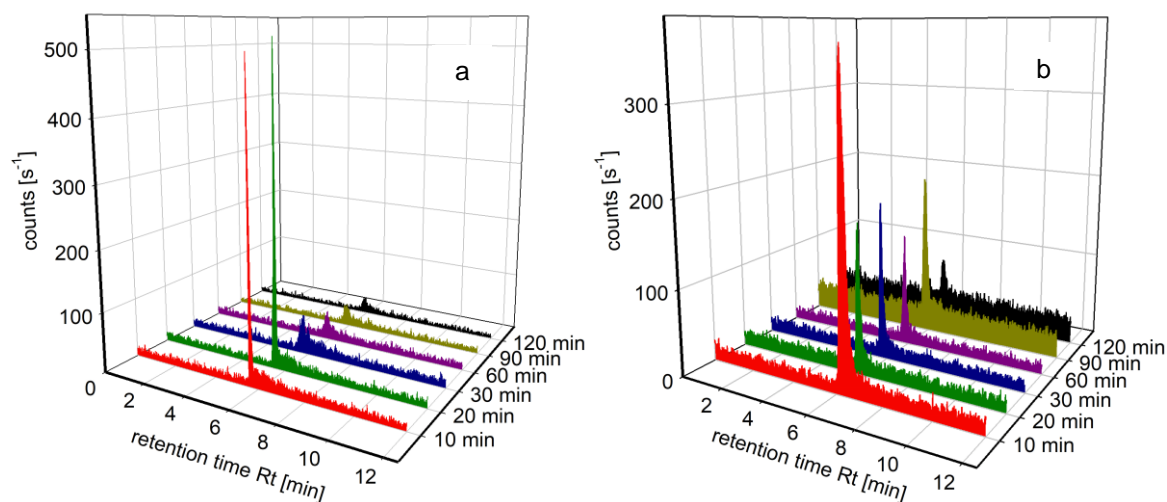 a
500
400
300
200
100
0
counts [s-1]
2
4
6
8
10
12
retention time Rt [min]
10 min
20 min
30 min
60 min
90 min
120 min
b
300
200
100
0
counts [s-1]
2
4
6
8
10
12
retention time Rt [min]
10 min
20 min
30 min
60 min
90 min
120 min